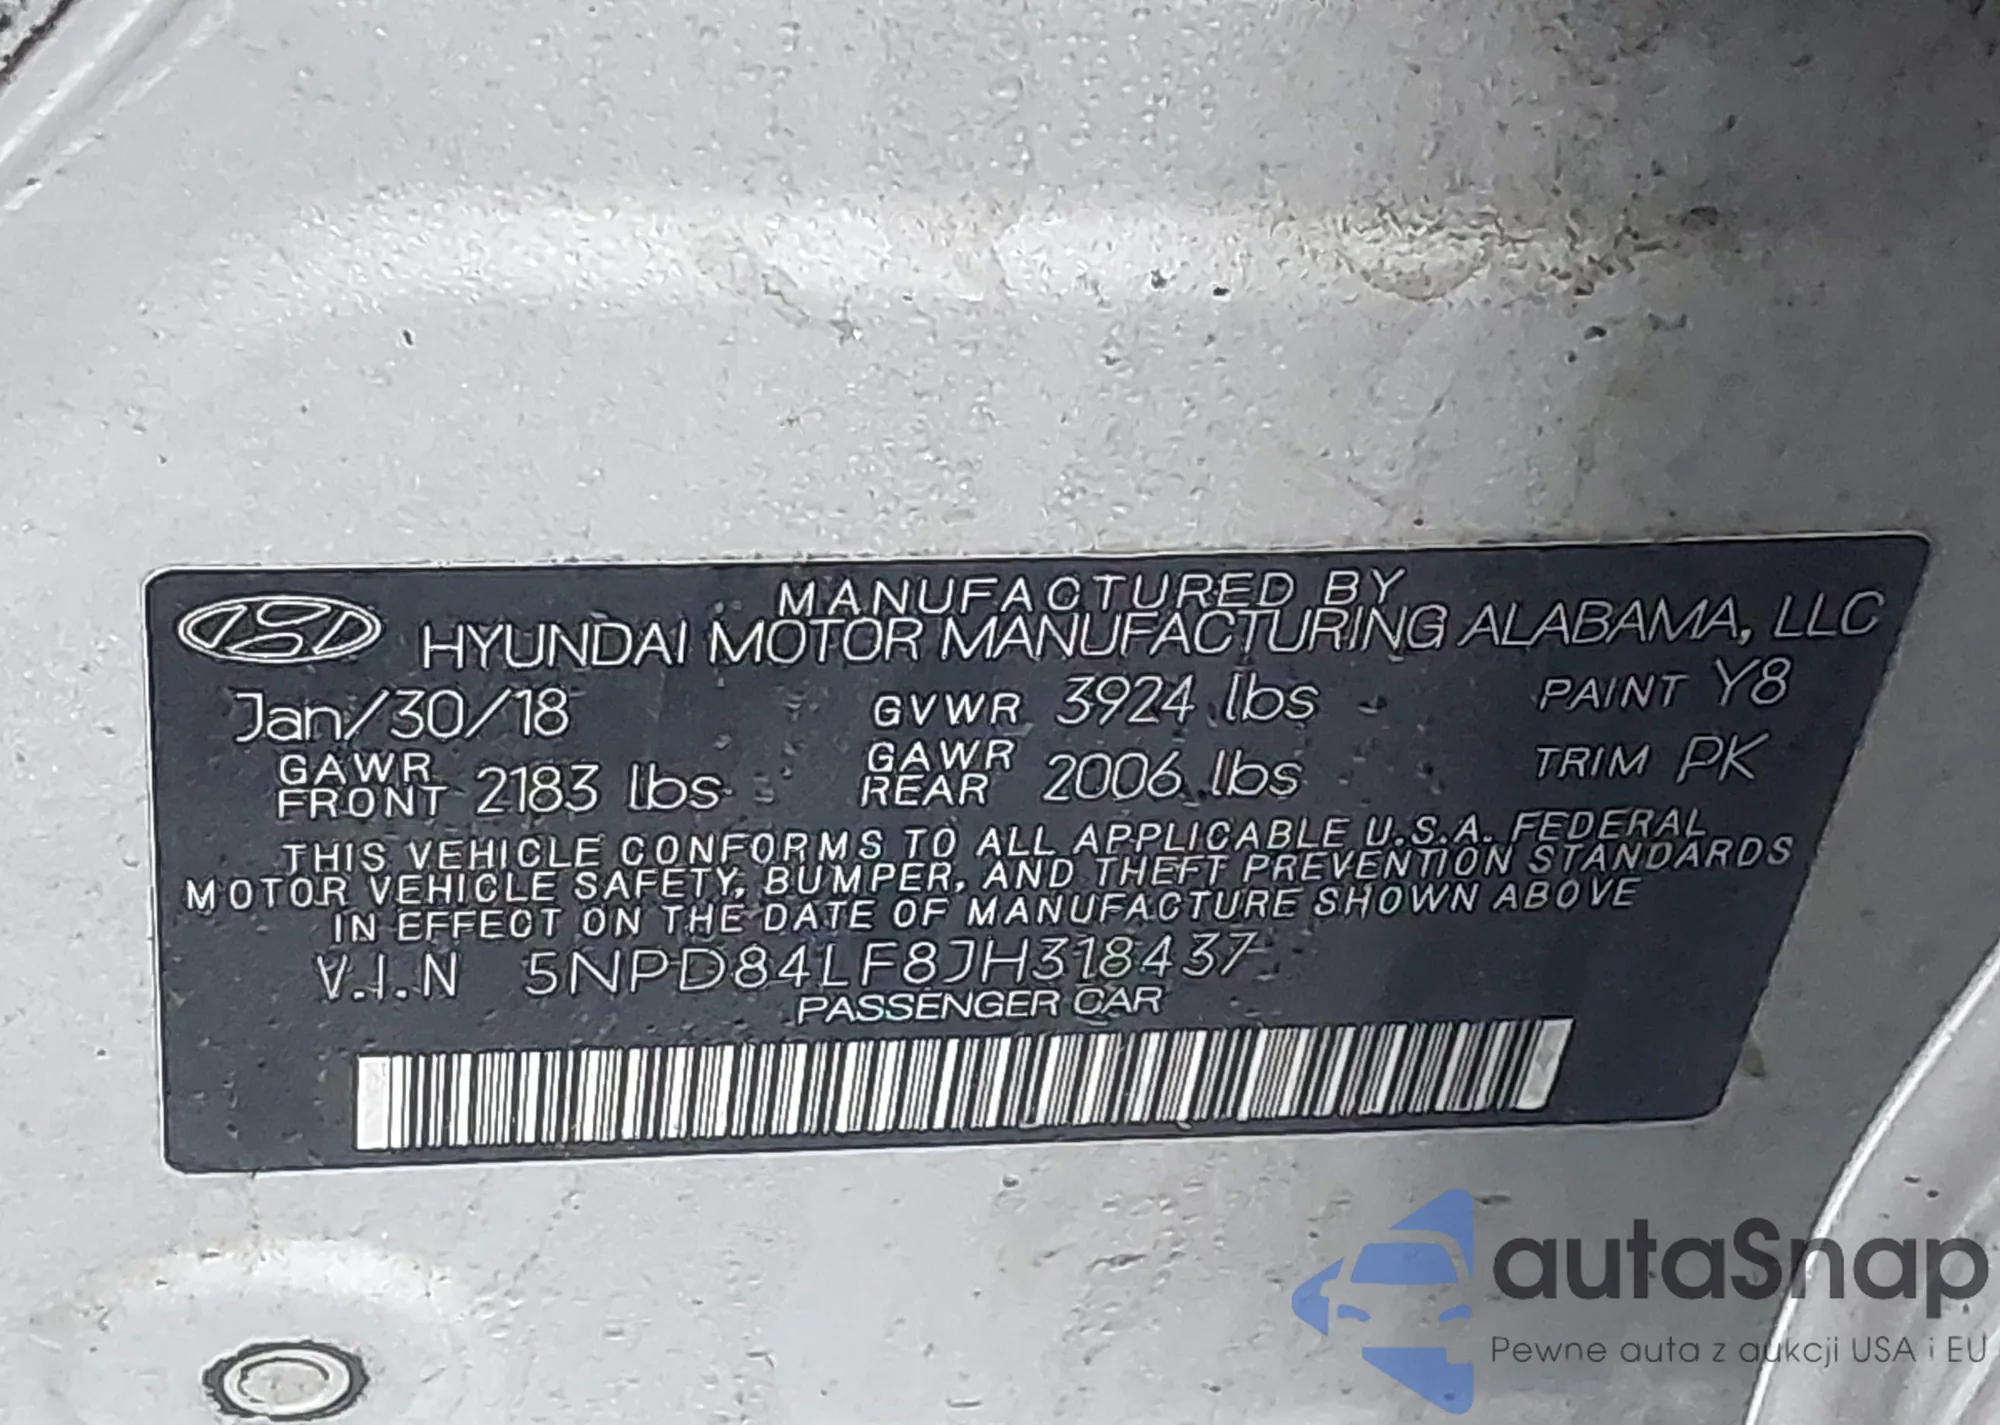 MANUFACTURED BY
HYUNDAI MOTOR MANUFACTURING ALABAMA, LLC
Jan/30/18 GVWR 3924 lbs PAINT Y8
GAWR FRONT 2183 lbs GAWR REAR 2006 lbs TRIM PK
THIS VEHICLE CONFORMS TO ALL APPLICABLE U.S.A. FEDERAL
MOTOR VEHICLE SAFETY, BUMPER, AND THEFT PREVENTION STANDARDS
IN EFFECT ON THE DATE OF MANUFACTURE SHOWN ABOVE
V.I.N 5NPD84LF8JH318437
PASSENGER CAR
autaSnap
Pewne auta z aukcji USA i EU